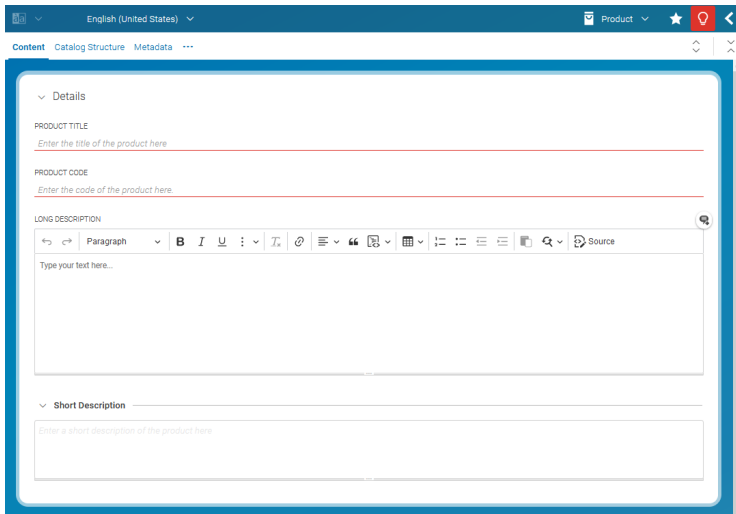 English (United States)
Product
Content Catalog Structure Metadata ...
Details
PRODUCT TITLE
Enter the title of the product here
PRODUCT CODE
Enter the code of the product here.
LONG DESCRIPTION
Paragraph B I U Source
Type your text here...
Short Description
Enter a short description of the product here